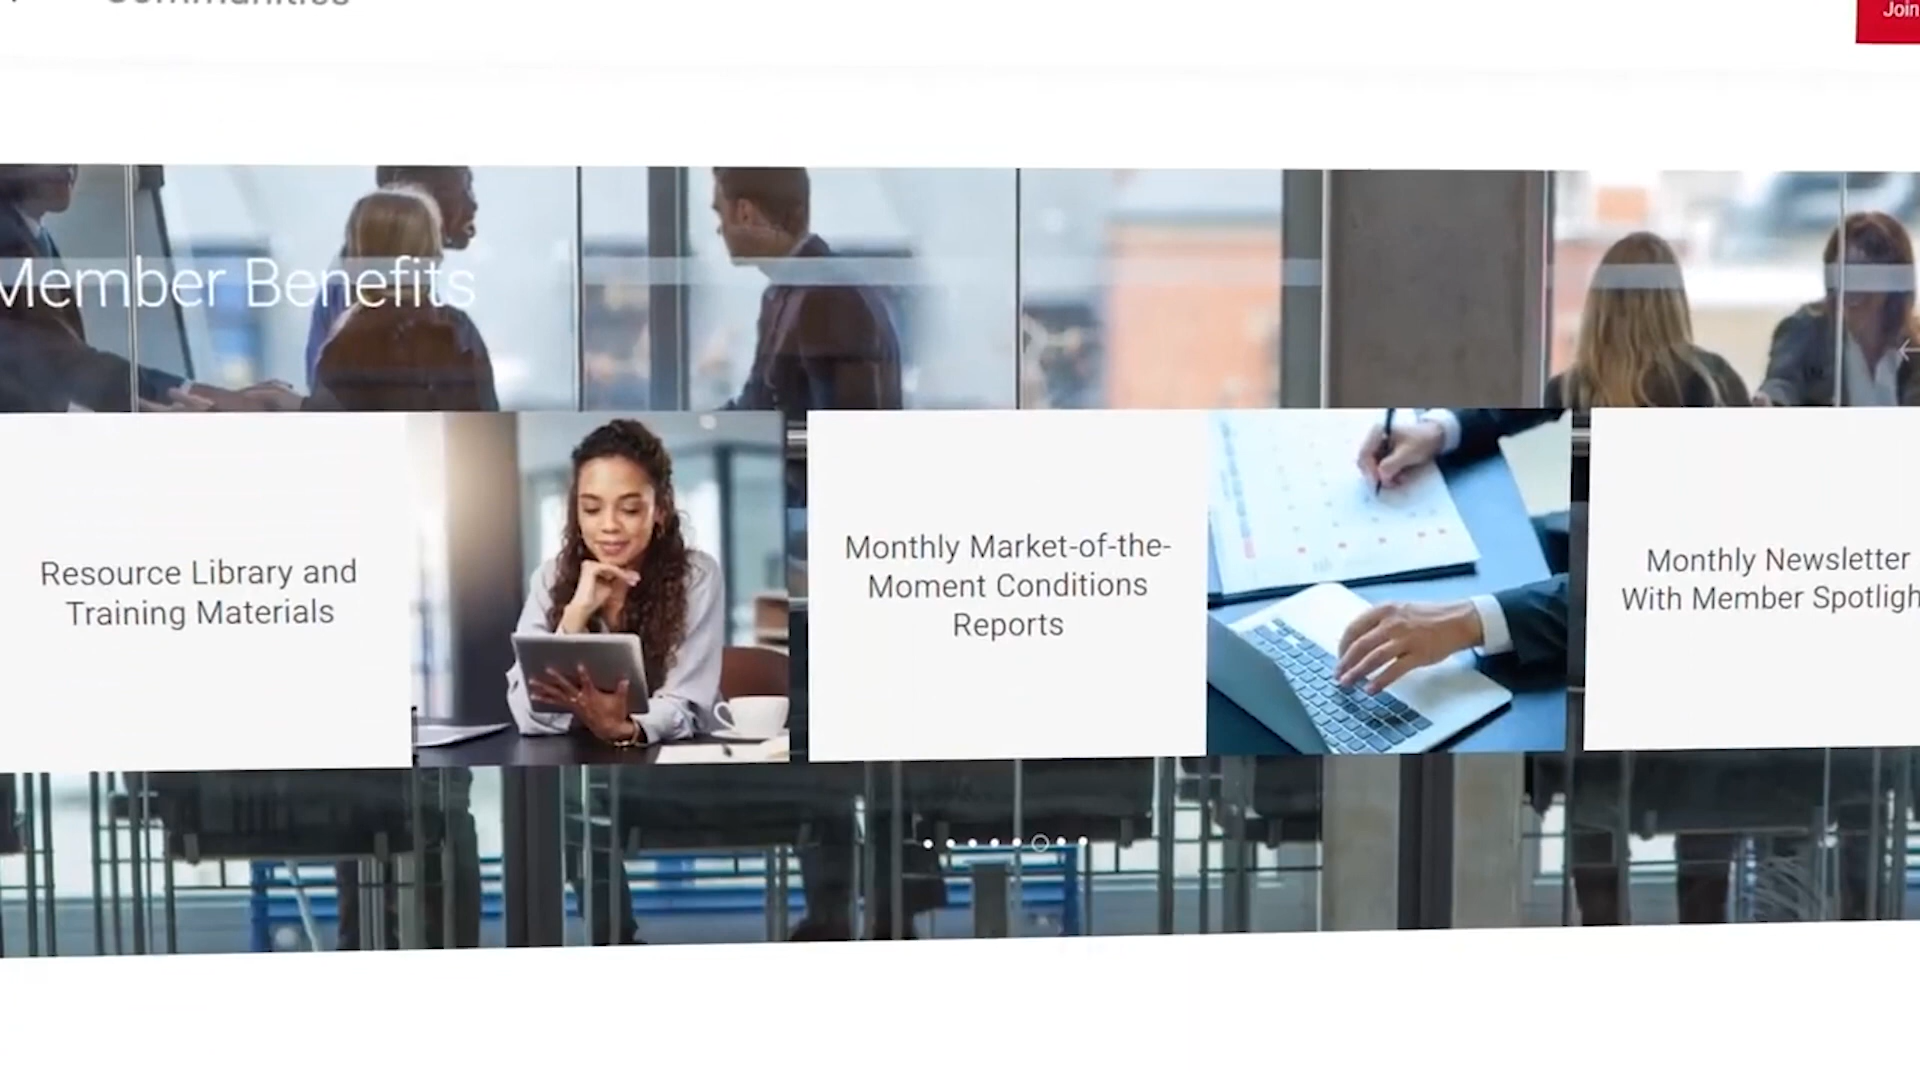 Communities
Join
Member Benefits
Resource Library and
Training Materials
Monthly Market-of-the-
Moment Conditions
Reports
Monthly Newsletter
With Member Spotligh